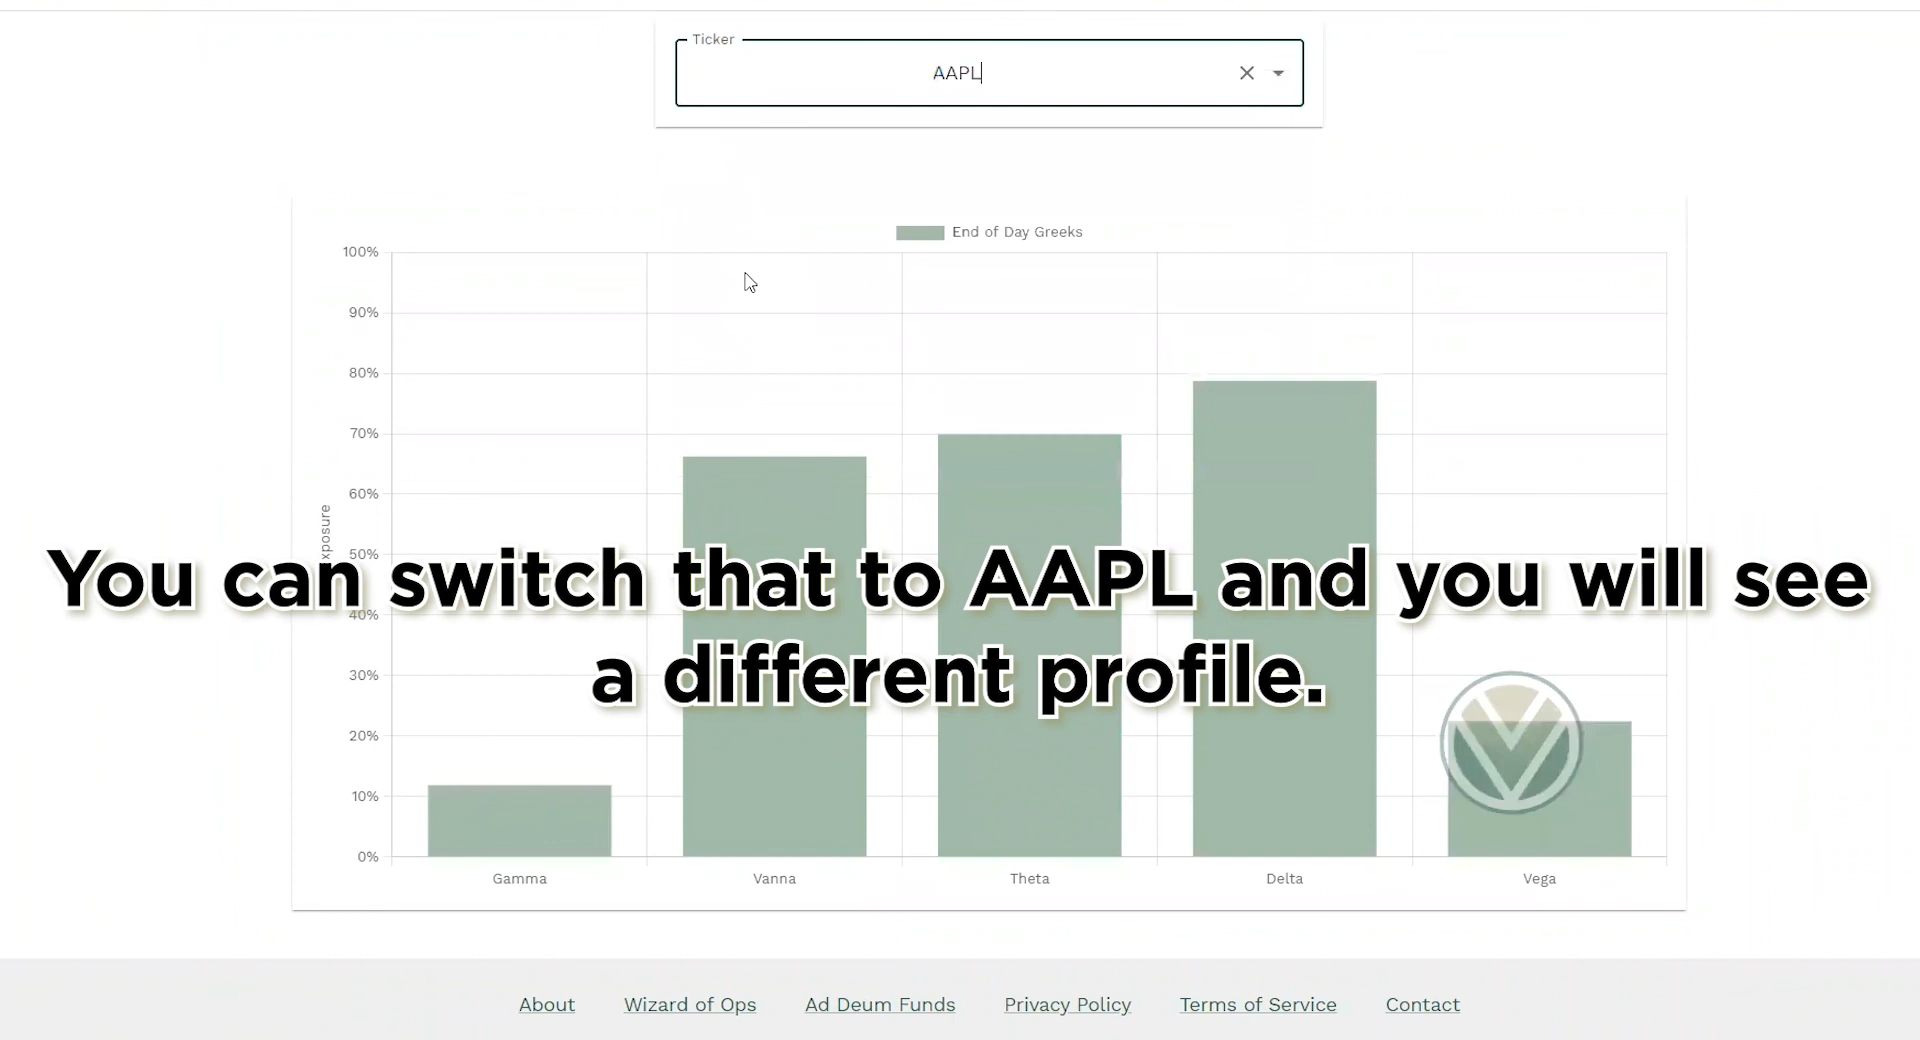 Ticker
AAPL
End of Day Greeks
100%
90%
80%
70%
60%
50%
40%
30%
20%
10%
0%
You can switch that to AAPL and you will see
a different profile.
Gamma
Vanna
Theta
Delta
Vega
About
Wizard of Ops
Ad Deum Funds
Privacy Policy
Terms of Service
Contact